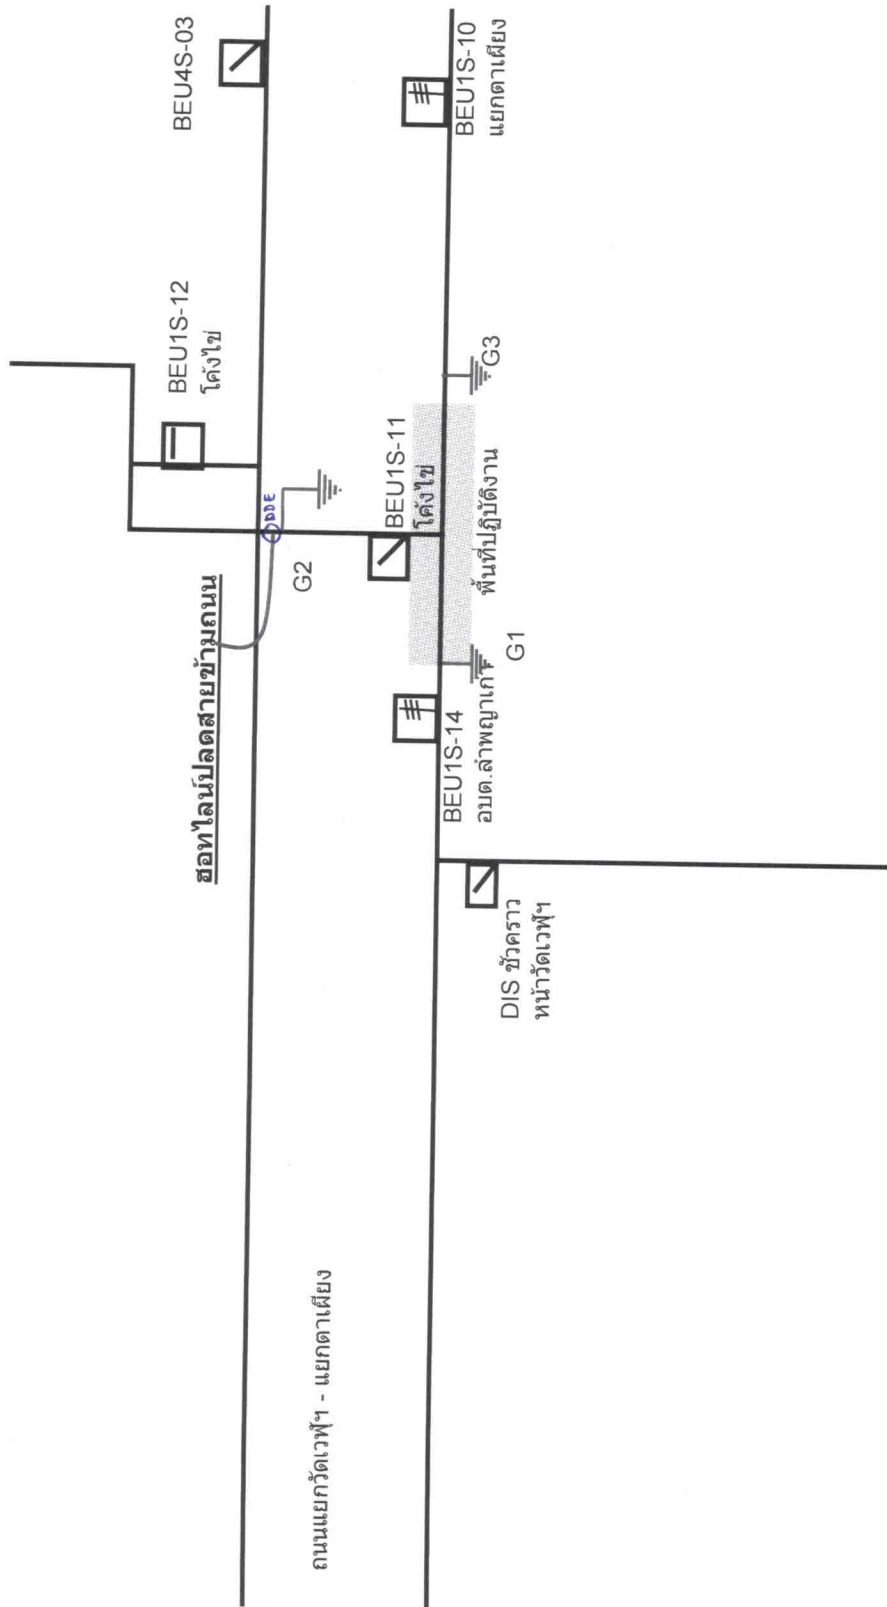 BEU4S-03
BEU1S-12
โค้งไข่
BEU1S-10
แยกตาเผียง
ฮอทไลน์ปลดสายข้ามถนน
DDE
G2
BEU1S-11
โค้งไข่
G3
พื้นที่ปฏิบัติงาน
G1
BEU1S-14
อบต.ลำพญาเก่า
DIS ชั่วคราว
หน้าวัดเวฬุฯ
ถนนแยกวัดเวฬุฯ - แยกตาเผียง